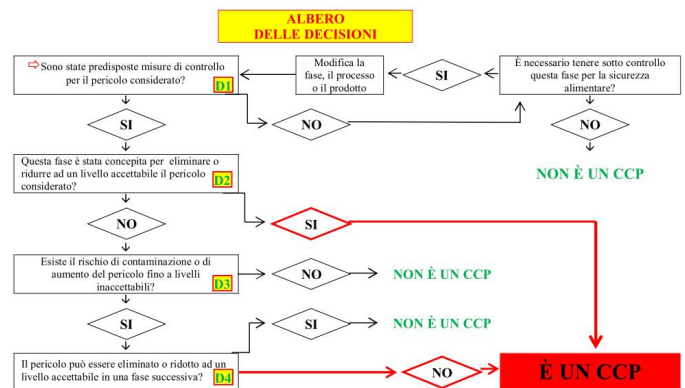 ALBERO
DELLE DECISIONI
⇨Sono state predisposte misure di controllo
per il pericolo considerato?
D1
Modifica la
fase, il processo
o il prodotto
SI
È necessario tenere sotto controllo
questa fase per la sicurezza
alimentare?
SI
NO
NO
NON È UN CCP
Questa fase è stata concepita per eliminare o
ridurre ad un livello accettabile il pericolo
considerato?
D2
NO
SI
Esiste il rischio di contaminazione o di
aumento del pericolo fino a livelli
inaccettabili?
D3
NO
NON È UN CCP
SI
SI
NON È UN CCP
Il pericolo può essere eliminato o ridotto ad un
livello accettabile in una fase successiva?
D4
NO
È UN CCP